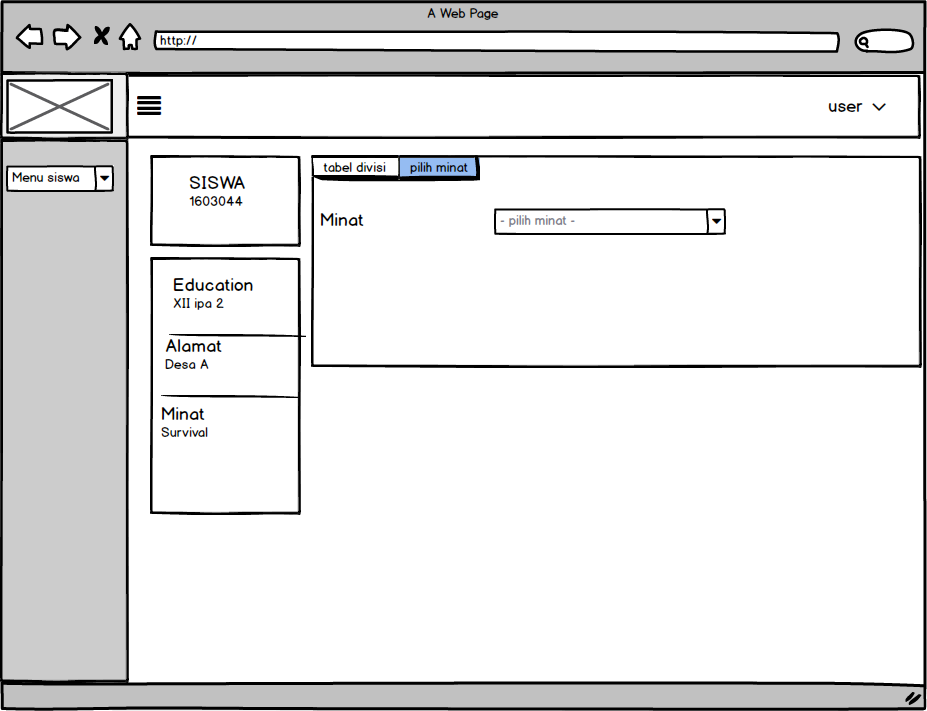 A Web Page
http://
user
Menu siswa
SISWA
1603044
Education
XII ipa 2
Alamat
Desa A
Minat
Survival
tabel divisi
pilih minat
Minat
- pilih minat -